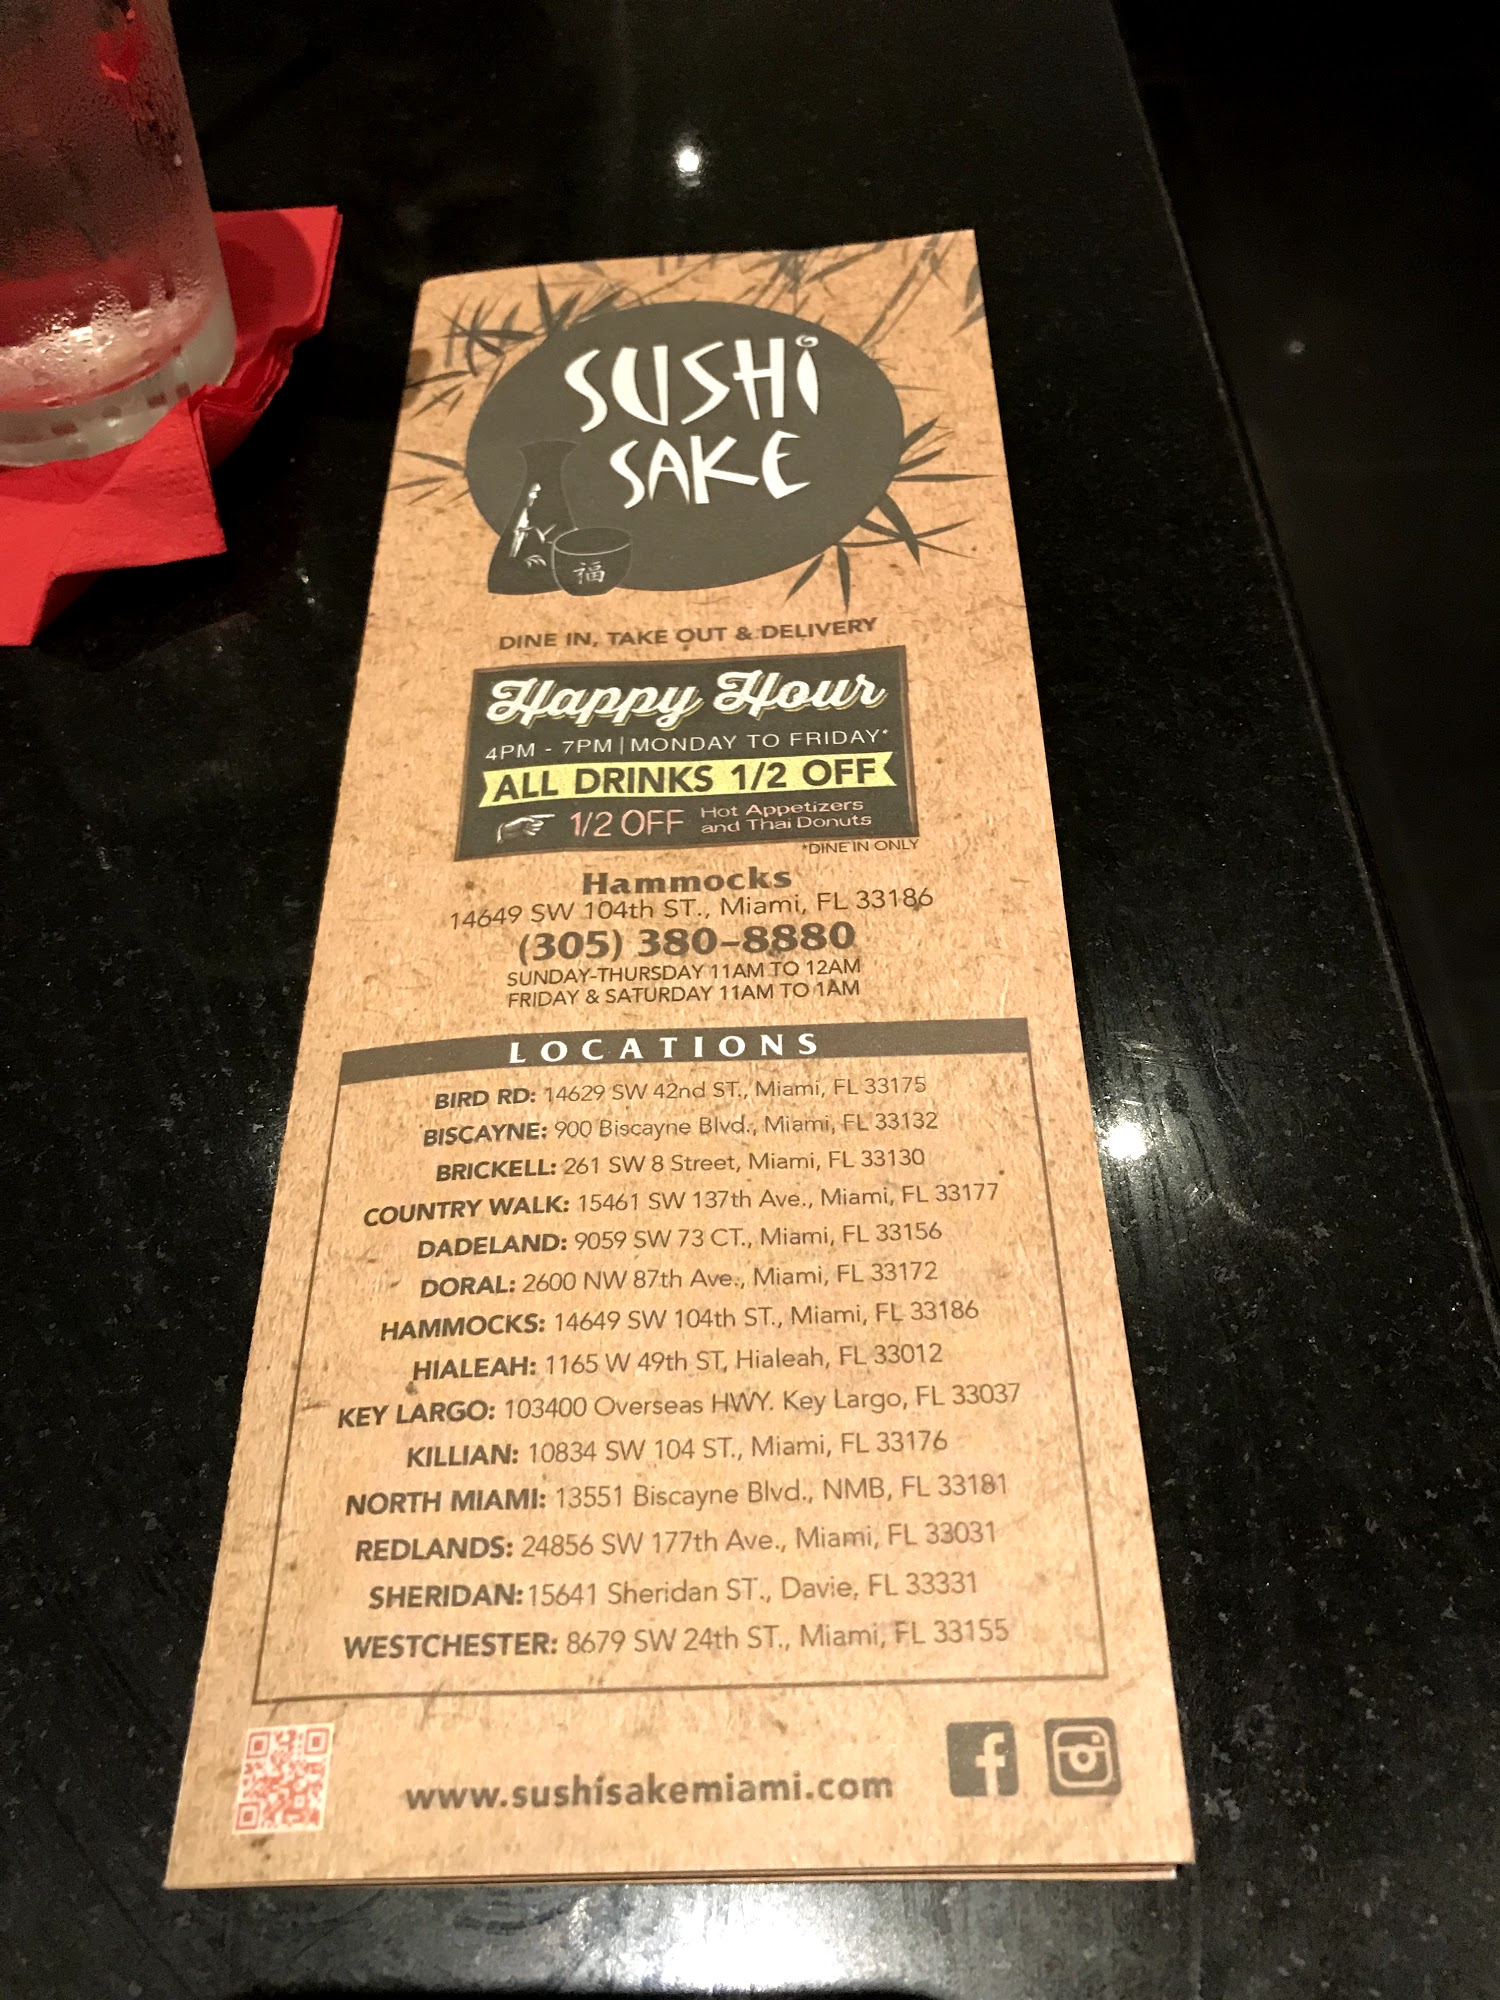 SUSHi
SAKE
福
DINE IN, TAKE OUT & DELIVERY
Happy Hour
4PM - 7PM | MONDAY TO FRIDAY*
ALL DRINKS 1/2 OFF
1/2 OFF Hot Appetizers
and Thai Donuts
*DINE IN ONLY
Hammocks
14649 SW 104th ST., Miami, FL 33186
(305) 380-8880
SUNDAY-THURSDAY 11AM TO 12AM
FRIDAY & SATURDAY 11AM TO 1AM
LOCATIONS
BIRD RD: 14629 SW 42nd ST., Miami, FL 33175
BISCAYNE: 900 Biscayne Blvd., Miami, FL 33132
BRICKELL: 261 SW 8 Street, Miami, FL 33130
COUNTRY WALK: 15461 SW 137th Ave., Miami, FL 33177
DADELAND: 9059 SW 73 CT., Miami, FL 33156
DORAL: 2600 NW 87th Ave., Miami, FL 33172
HAMMOCKS: 14649 SW 104th ST., Miami, FL 33186
HIALEAH: 1165 W 49th ST, Hialeah, FL 33012
KEY LARGO: 103400 Overseas HWY. Key Largo, FL 33037
KILLIAN: 10834 SW 104 ST., Miami, FL 33176
NORTH MIAMI: 13551 Biscayne Blvd., NMB, FL 33181
REDLANDS: 24856 SW 177th Ave., Miami, FL 33031
SHERIDAN: 15641 Sheridan ST., Davie, FL 33331
WESTCHESTER: 8679 SW 24th ST., Miami, FL 33155
www.sushisakemiami.com